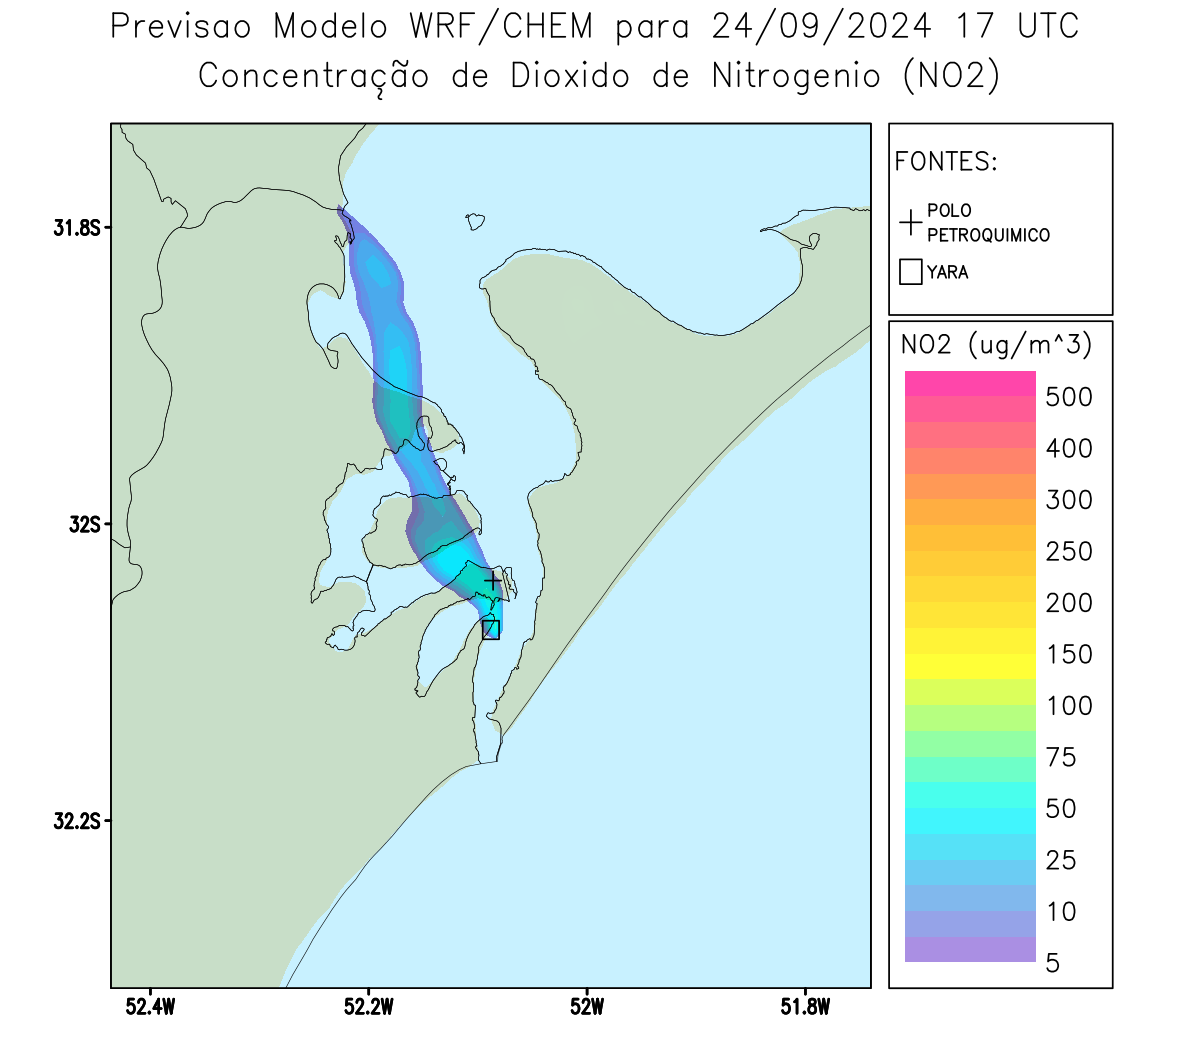 Previsao Modelo WRF/CHEM para 24/09/2024 17 UTC
Concentração de Dioxido de Nitrogenio (NO2)
FONTES:
POLO
PETROQUIMICO
YARA
31.8S
32S
32.2S
52.4W
52.2W
52W
51.8W
NO2 (ug/m^3)
500
400
300
250
200
150
100
75
50
25
10
5